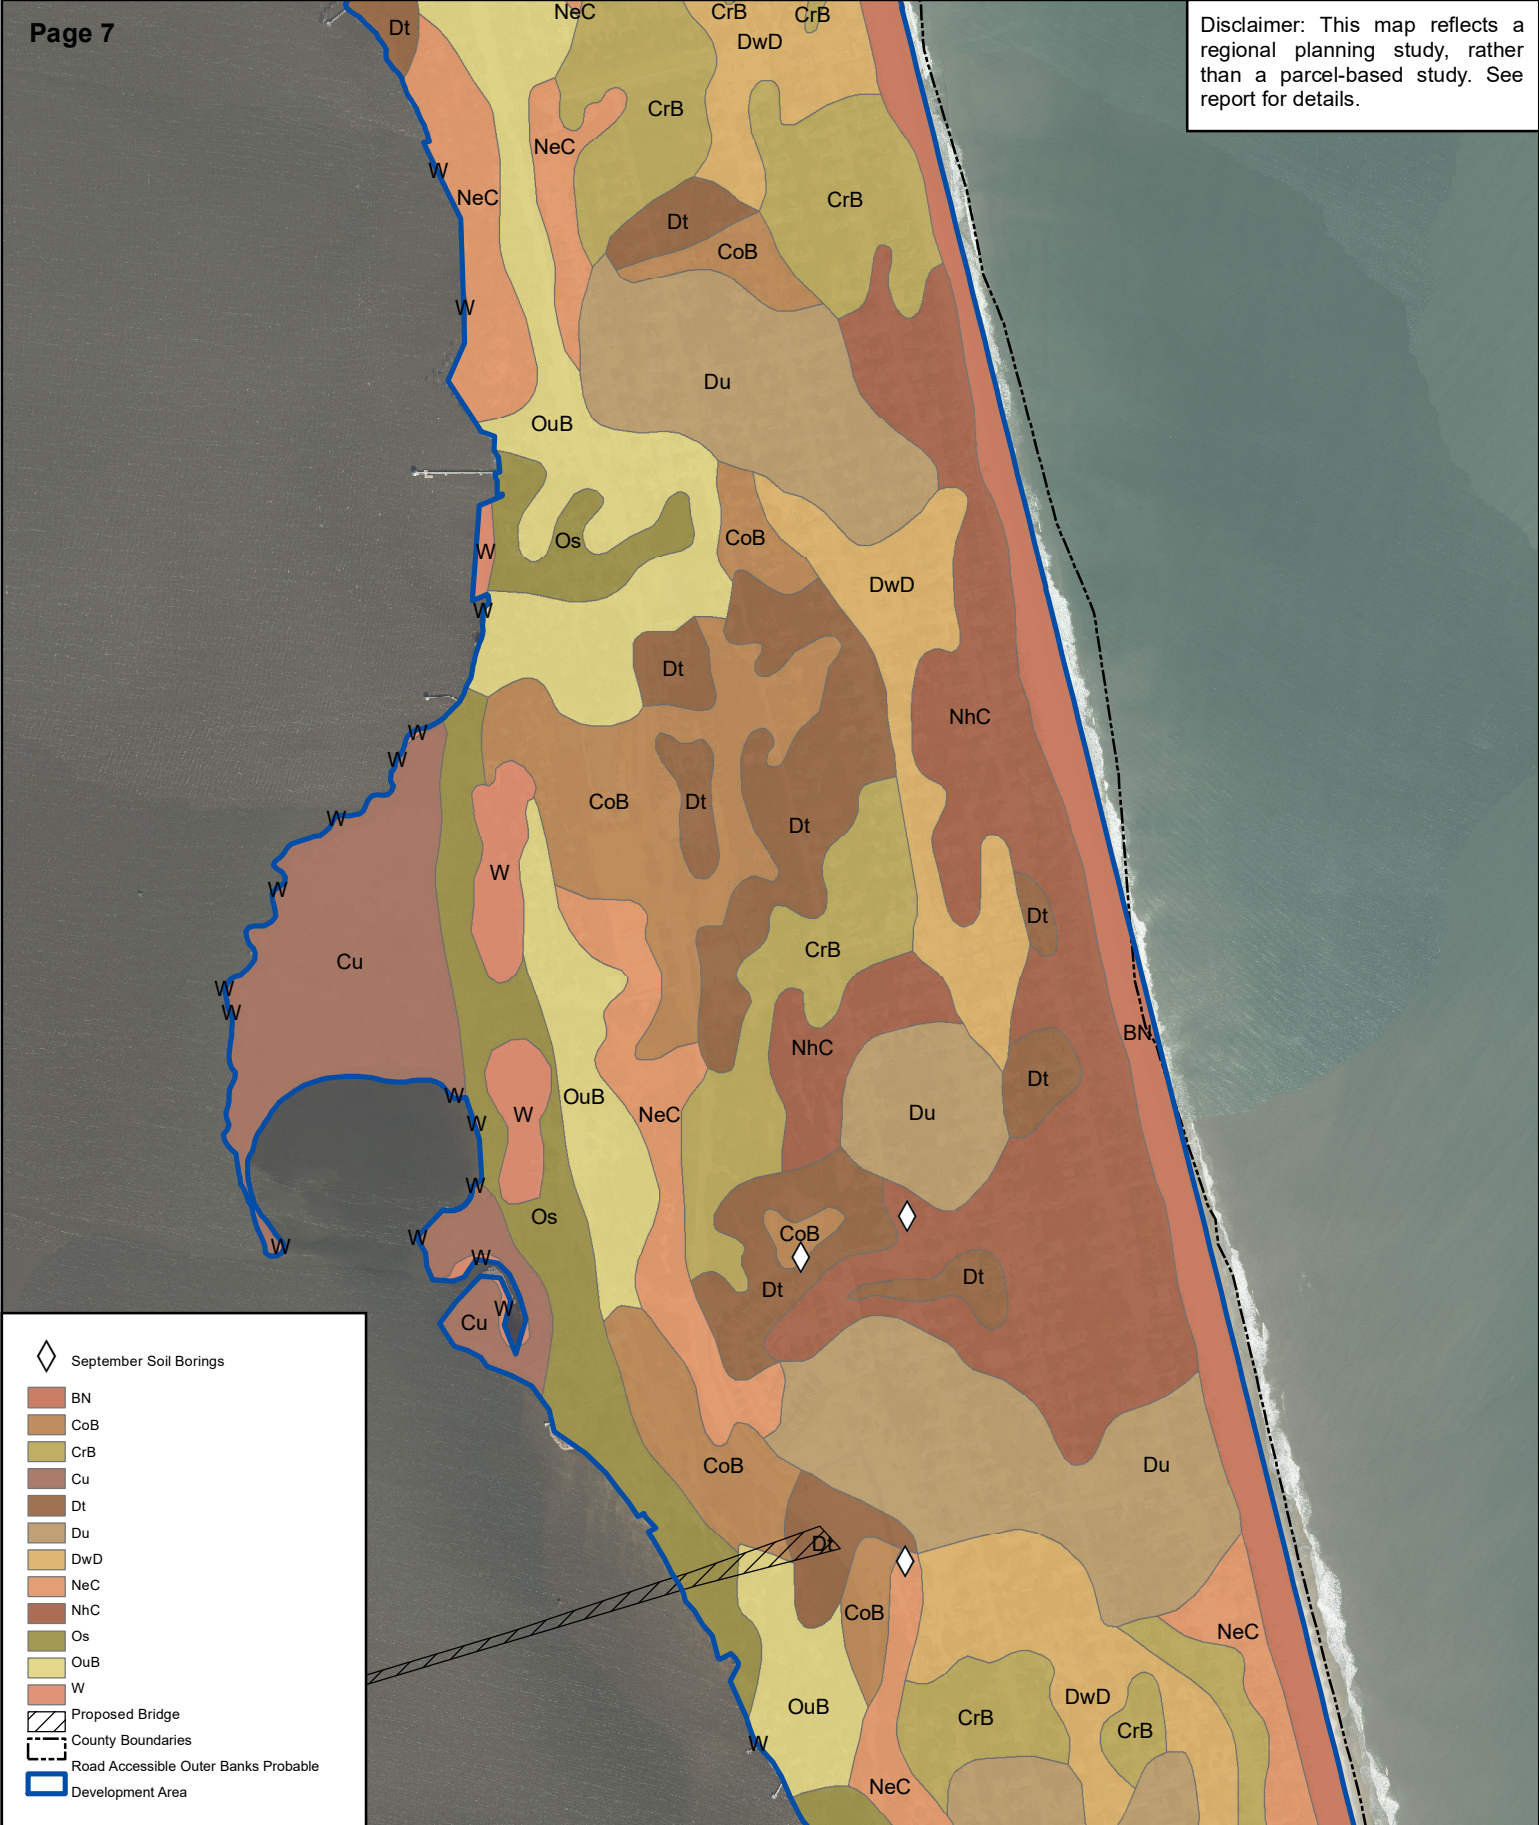 Page 7
Disclaimer: This map reflects a
regional planning study, rather
than a parcel-based study. See
report for details.
NeC
CrB
CrB
Dt
DwD
CrB
NeC
W
NeC
CrB
Dt
CoB
W
Du
OuB
CoB
Os
W
DwD
W
Dt
NhC
W
W
CoB
Dt
W
Dt
W
W
Dt
CrB
Cu
W
W
BN
NhC
Dt
W
OuB
W
NeC
Du
W
W
Os
CoB
W
W
W
Dt
Dt
W
Cu
CoB
Du
Dt
CoB
NeC
DwD
OuB
CrB
CrB
W
NeC
September Soil Borings
BN
CoB
CrB
Cu
Dt
Du
DwD
NeC
NhC
Os
OuB
W
Proposed Bridge
County Boundaries
Road Accessible Outer Banks Probable
Development Area